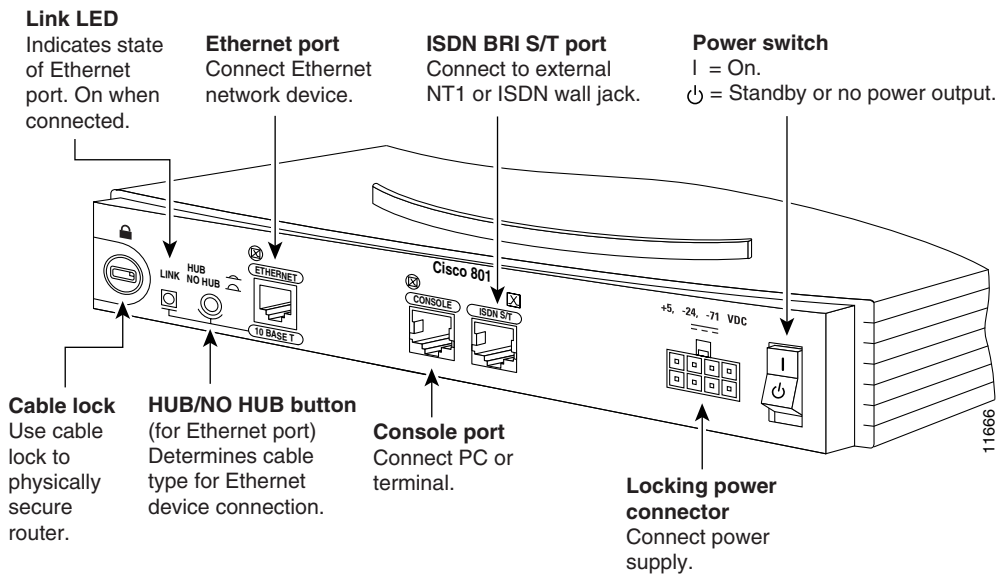 Link LED
Indicates state
of Ethernet
port. On when
connected.
Ethernet port
Connect Ethernet
network device.
ISDN BRI S/T port
Connect to external
NT1 or ISDN wall jack.
Power switch
I = On.
⏻ = Standby or no power output.
LINK
HUB
NO HUB
ETHERNET
10 BASE T
Cisco 801
CONSOLE
ISDN S/T
+5, -24, -71 VDC
Cable lock
Use cable
lock to
physically
secure
router.
HUB/NO HUB button
(for Ethernet port)
Determines cable
type for Ethernet
device connection.
Console port
Connect PC or
terminal.
Locking power
connector
Connect power
supply.
11666